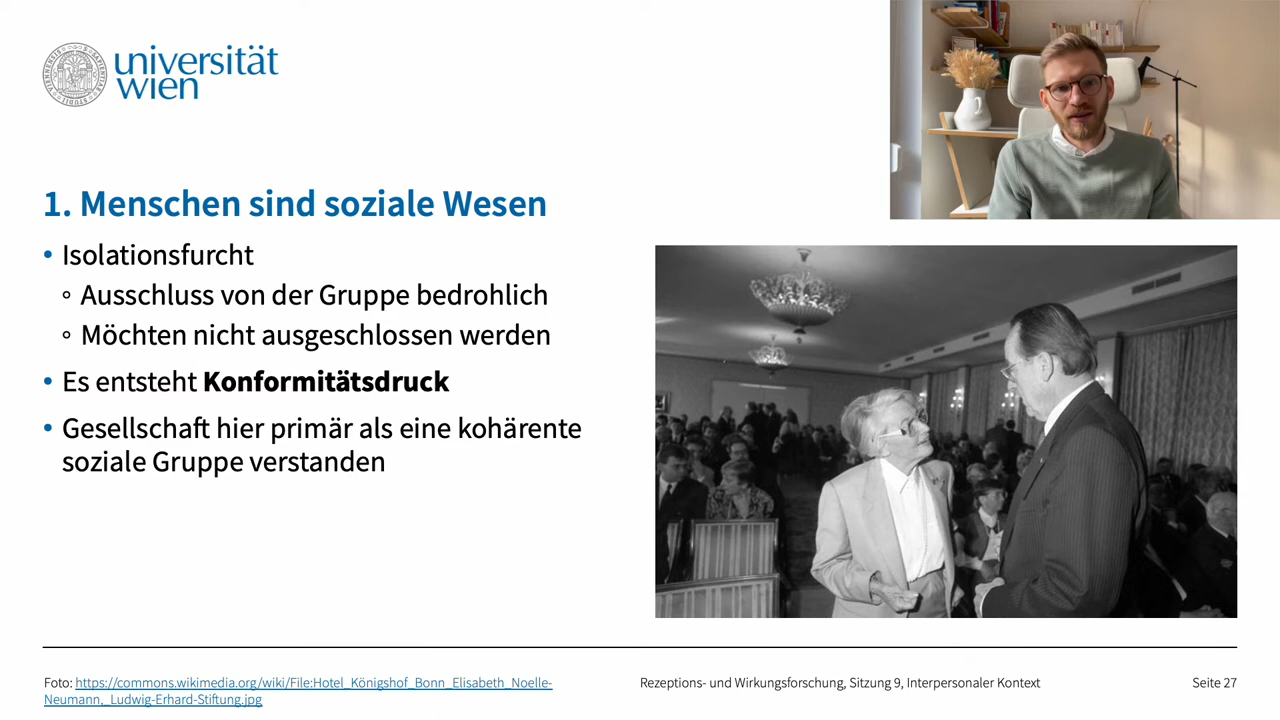 universität
wien
1. Menschen sind soziale Wesen
• Isolationsfurcht
◦ Ausschluss von der Gruppe bedrohlich
◦ Möchten nicht ausgeschlossen werden
• Es entsteht Konformitätsdruck
• Gesellschaft hier primär als eine kohärente
soziale Gruppe verstanden
Foto: https://commons.wikimedia.org/wiki/File:Hotel_Königshof_Bonn_Elisabeth_Noelle-
Neumann,_Ludwig-Erhard-Stiftung.jpg
Rezeptions- und Wirkungsforschung, Sitzung 9, Interpersonaler Kontext
Seite 27